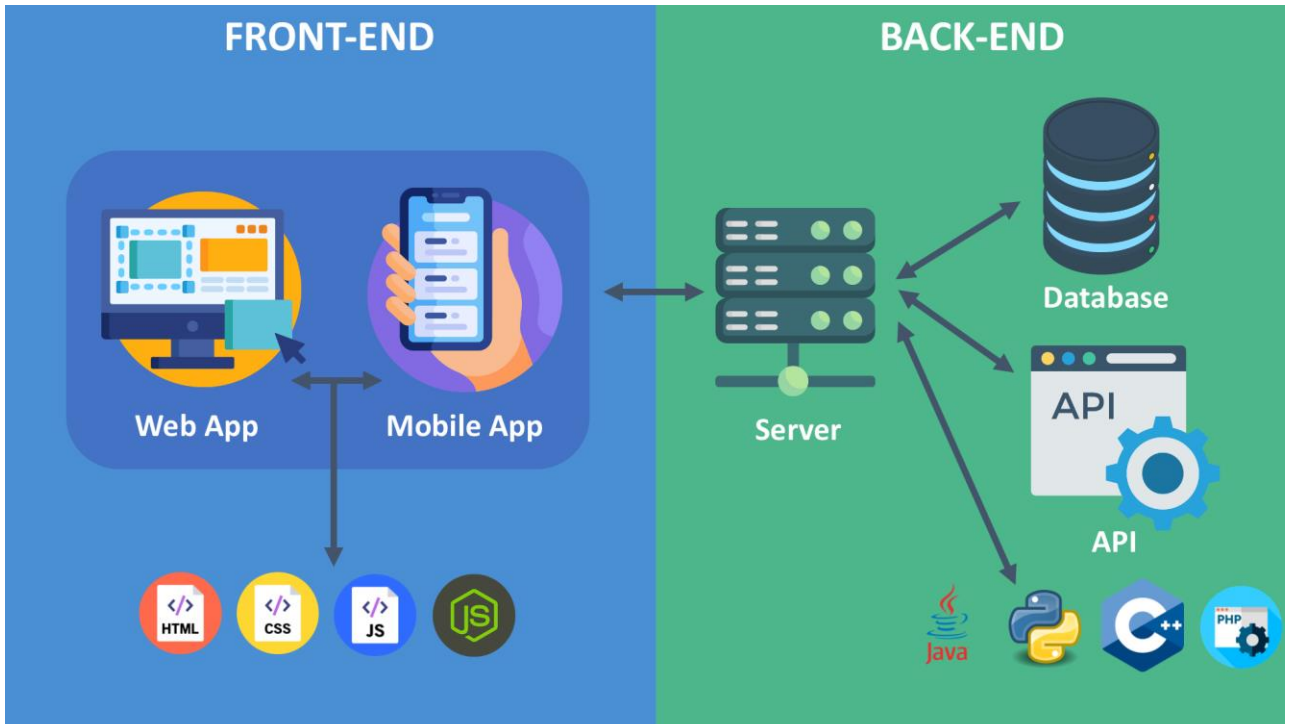 FRONT-END
BACK-END
Web App
Mobile App
Server
Database
API
API
</>
HTML
</>
CSS
</>
JS
JS
Java
C++
PHP